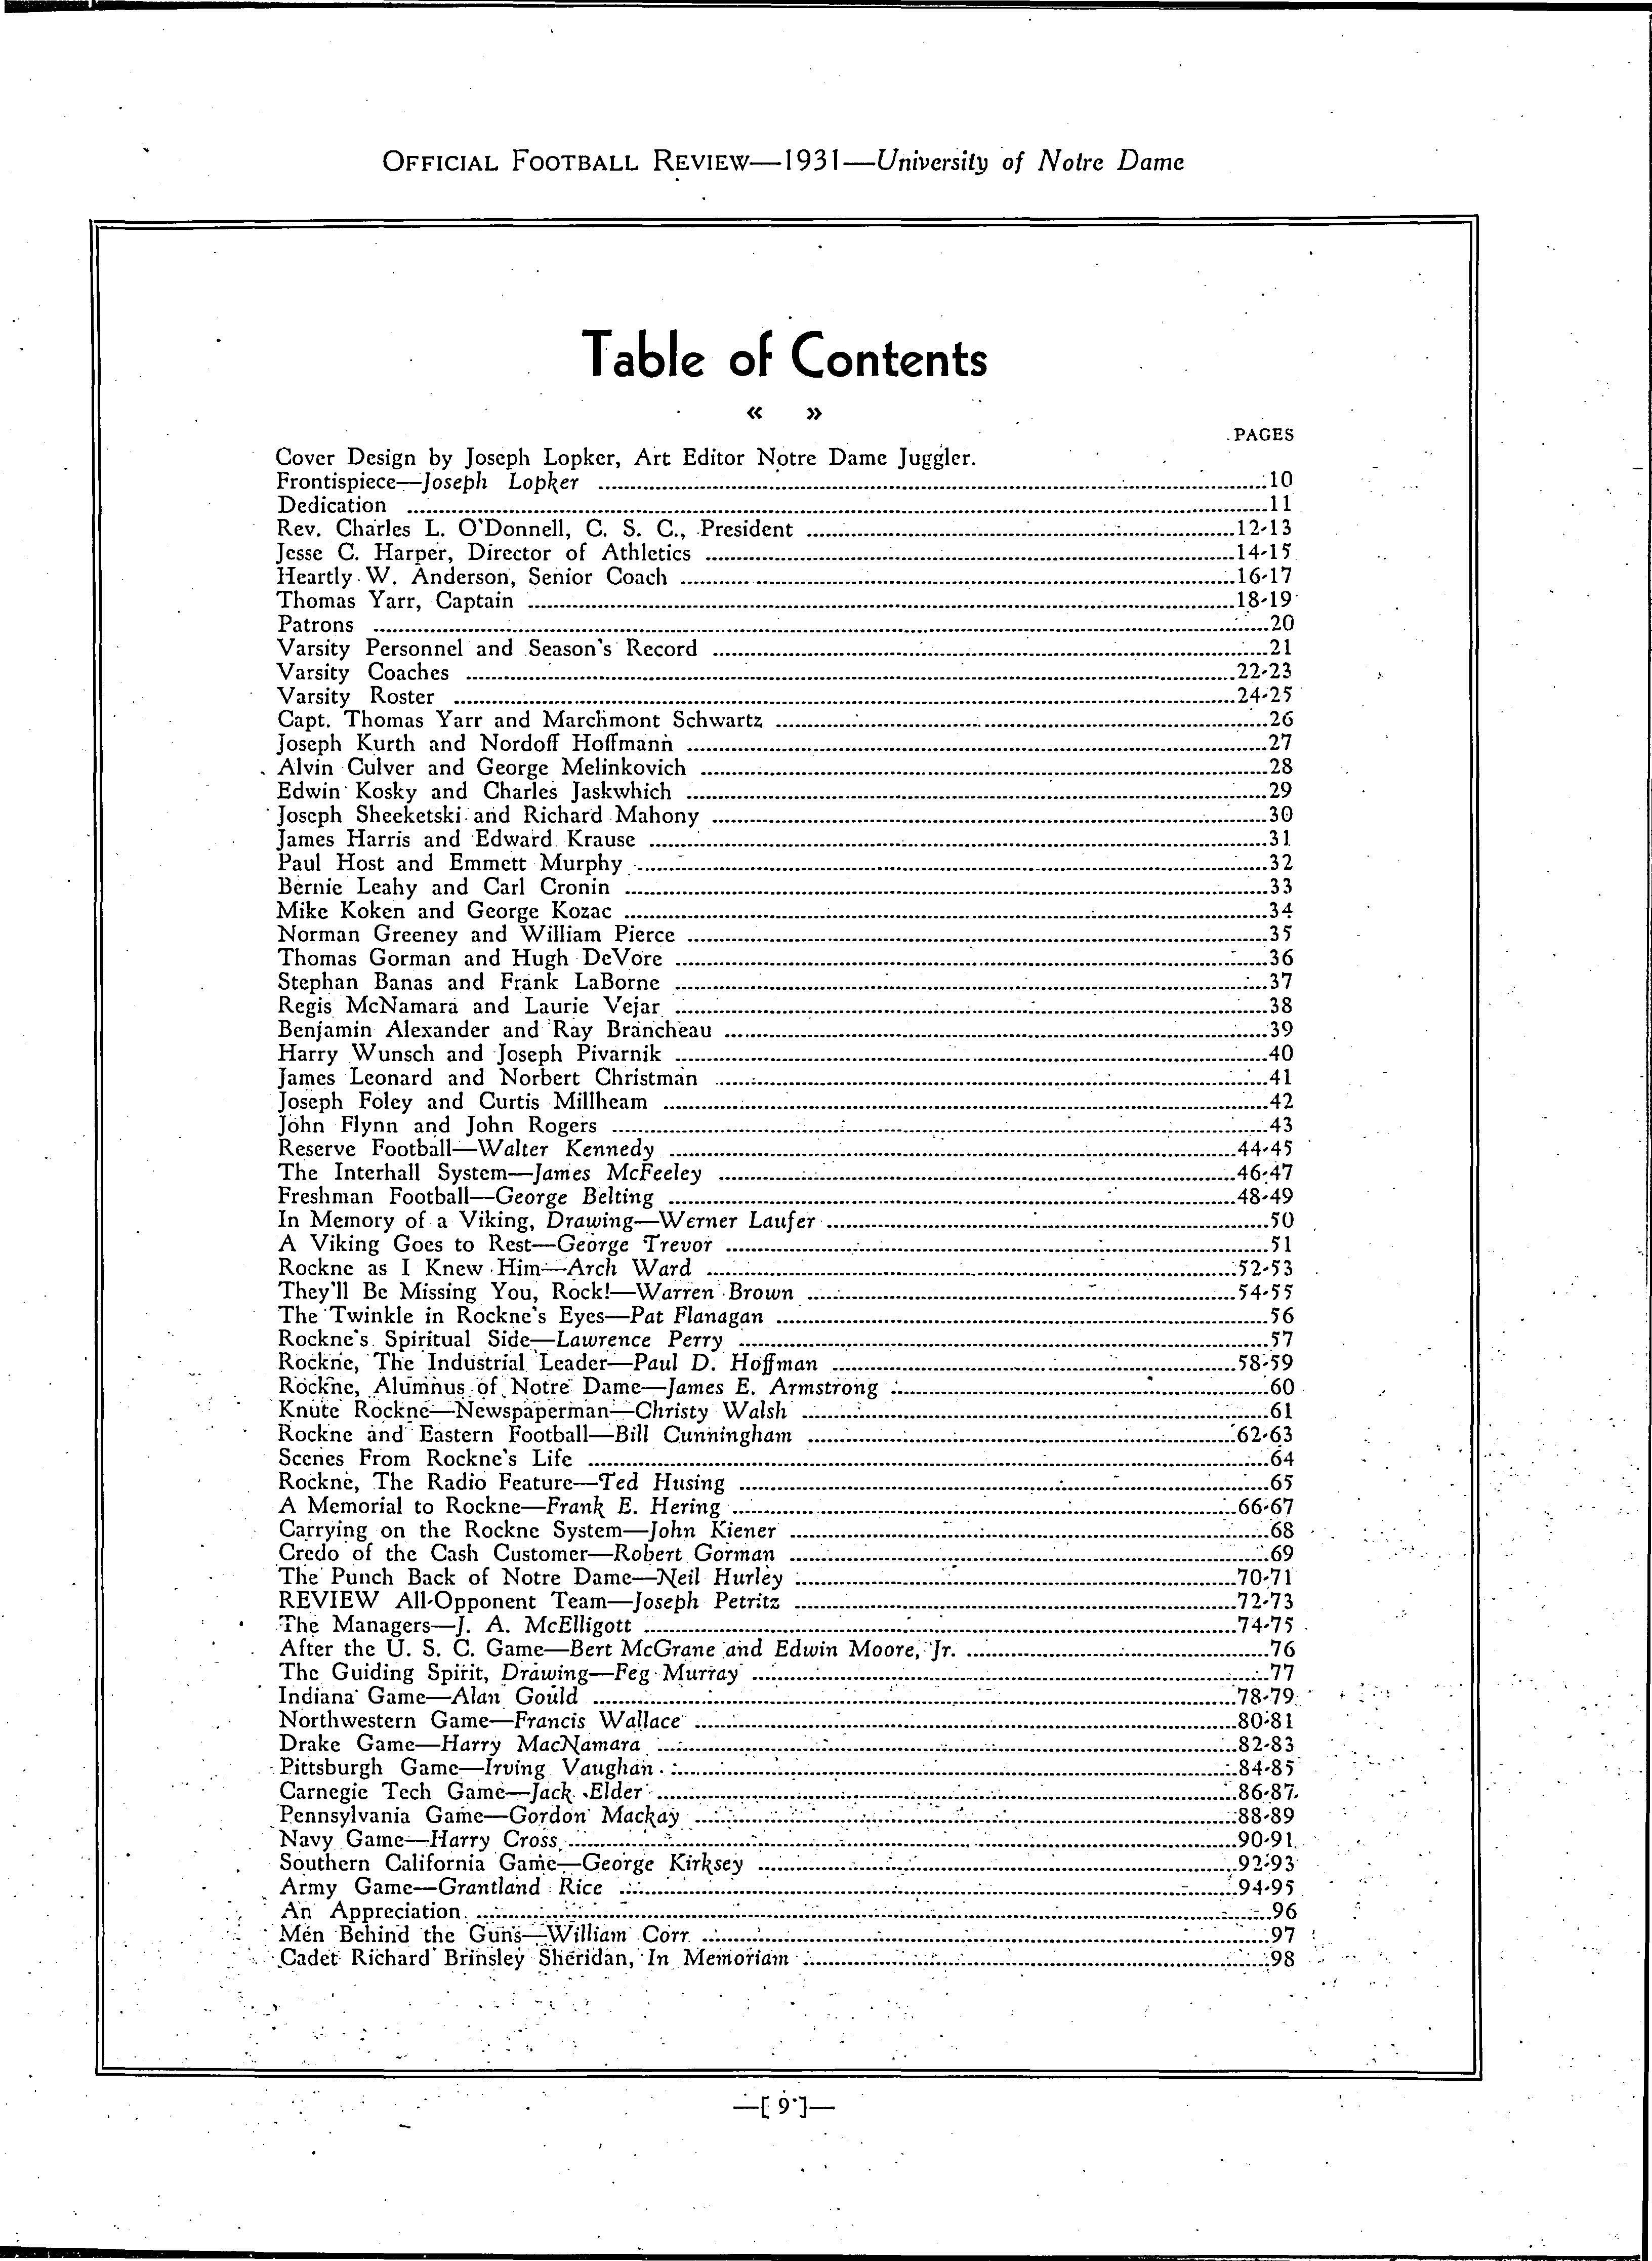 OFFICIAL FOOTBALL REVIEW—1931—University of Notre Dame
Table of Contents
« »
PAGES
Cover Design by Joseph Lopker, Art Editor Notre Dame Juggler.
Frontispiece—Joseph Lopker ........10
Dedication ........11
Rev. Charles L. O'Donnell, C. S. C., President ........12-13
Jesse C. Harper, Director of Athletics ........14-15
Heartly W. Anderson, Senior Coach ........16-17
Thomas Yarr, Captain ........18-19
Patrons ........20
Varsity Personnel and Season's Record ........21
Varsity Coaches ........22-23
Varsity Roster ........24-25
Capt. Thomas Yarr and Marchmont Schwartz ........26
Joseph Kurth and Nordoff Hoffmann ........27
Alvin Culver and George Melinkovich ........28
Edwin Kosky and Charles Jaskwhich ........29
Joseph Sheeketski and Richard Mahony ........30
James Harris and Edward Krause ........31
Paul Host and Emmett Murphy ........32
Bernie Leahy and Carl Cronin ........33
Mike Koken and George Kozac ........34
Norman Greeney and William Pierce ........35
Thomas Gorman and Hugh DeVore ........36
Stephan Banas and Frank LaBorne ........37
Regis McNamara and Laurie Vejar ........38
Benjamin Alexander and Ray Brancheau ........39
Harry Wunsch and Joseph Pivarnik ........40
James Leonard and Norbert Christman ........41
Joseph Foley and Curtis Millheam ........42
John Flynn and John Rogers ........43
Reserve Football—Walter Kennedy ........44-45
The Interhall System—James McFeeley ........46-47
Freshman Football—George Belting ........48-49
In Memory of a Viking, Drawing—Werner Laufer ........50
A Viking Goes to Rest—George Trevor ........51
Rockne as I Knew Him—Arch Ward ........52-53
They'll Be Missing You, Rock!—Warren Brown ........54-55
The Twinkle in Rockne's Eyes—Pat Flanagan ........56
Rockne's Spiritual Side—Lawrence Perry ........57
Rockne, The Industrial Leader—Paul D. Hoffman ........58-59
Rockne, Alumnus of Notre Dame—James E. Armstrong ........60
Knute Rockne—Newspaperman—Christy Walsh ........61
Rockne and Eastern Football—Bill Cunningham ........62-63
Scenes From Rockne's Life ........64
Rockne, The Radio Feature—Ted Husing ........65
A Memorial to Rockne—Frank E. Hering ........66-67
Carrying on the Rockne System—John Kiener ........68
Credo of the Cash Customer—Robert Gorman ........69
The Punch Back of Notre Dame—Neil Hurley ........70-71
REVIEW All-Opponent Team—Joseph Petritz ........72-73
The Managers—J. A. McElligott ........74-75
After the U. S. C. Game—Bert McGrane and Edwin Moore, Jr. ........76
The Guiding Spirit, Drawing—Feg Murray ........77
Indiana Game—Alan Gould ........78-79
Northwestern Game—Francis Wallace ........80-81
Drake Game—Harry MacNamara ........82-83
Pittsburgh Game—Irving Vaughan ........84-85
Carnegie Tech Game—Jack Elder ........86-87
Pennsylvania Game—Gordon Mackay ........88-89
Navy Game—Harry Cross ........90-91
Southern California Game—George Kirksey ........92-93
Army Game—Grantland Rice ........94-95
An Appreciation ........96
Men Behind the Guns—William Corr ........97
Cadet Richard Brinsley Sheridan, In Memoriam ........98
—[ 9 ]—